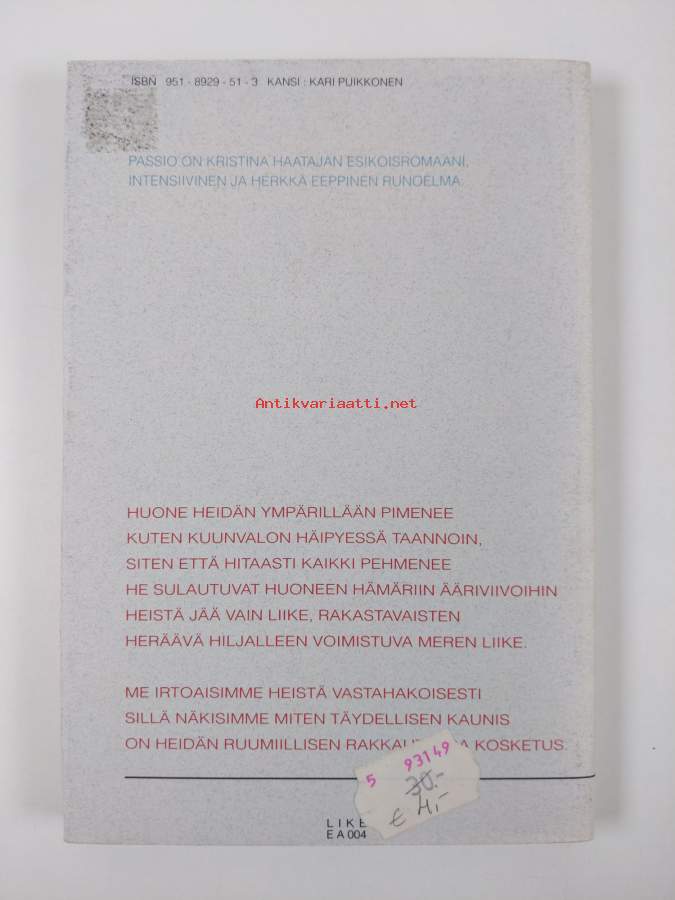 ISBN 951 - 8929 - 51 - 3 KANSI : KARI PUIKKONEN
PASSIO ON KRISTINA HAATAJAN ESIKOISROMAANI.
INTENSIIVINEN JA HERKKÄ EEPPINEN RUNOELMA.
Antikvariaatti.net
HUONE HEIDÄN YMPÄRILLÄÄN PIMENEE
KUTEN KUUNVALON HÄIPYESSÄ TAANNOIN,
SITEN ETTÄ HITAASTI KAIKKI PEHMENEE
HE SULAUTUVAT HUONEEN HÄMÄRIIN ÄÄRIVIIVOIHIN
HEISTÄ JÄÄ VAIN LIIKE, RAKASTAVAISTEN
HERÄÄVÄ HILJALLEEN VOIMISTUVA MEREN LIIKE.
ME IRTOAISIMME HEISTÄ VASTAHAKOISESTI
SILLÄ NÄKISIMME MITEN TÄYDELLISEN KAUNIS
ON HEIDÄN RUUMIILLISEN KOSKETUS.
5 93149
30.-
€ 4,-
LIKE
EA 004